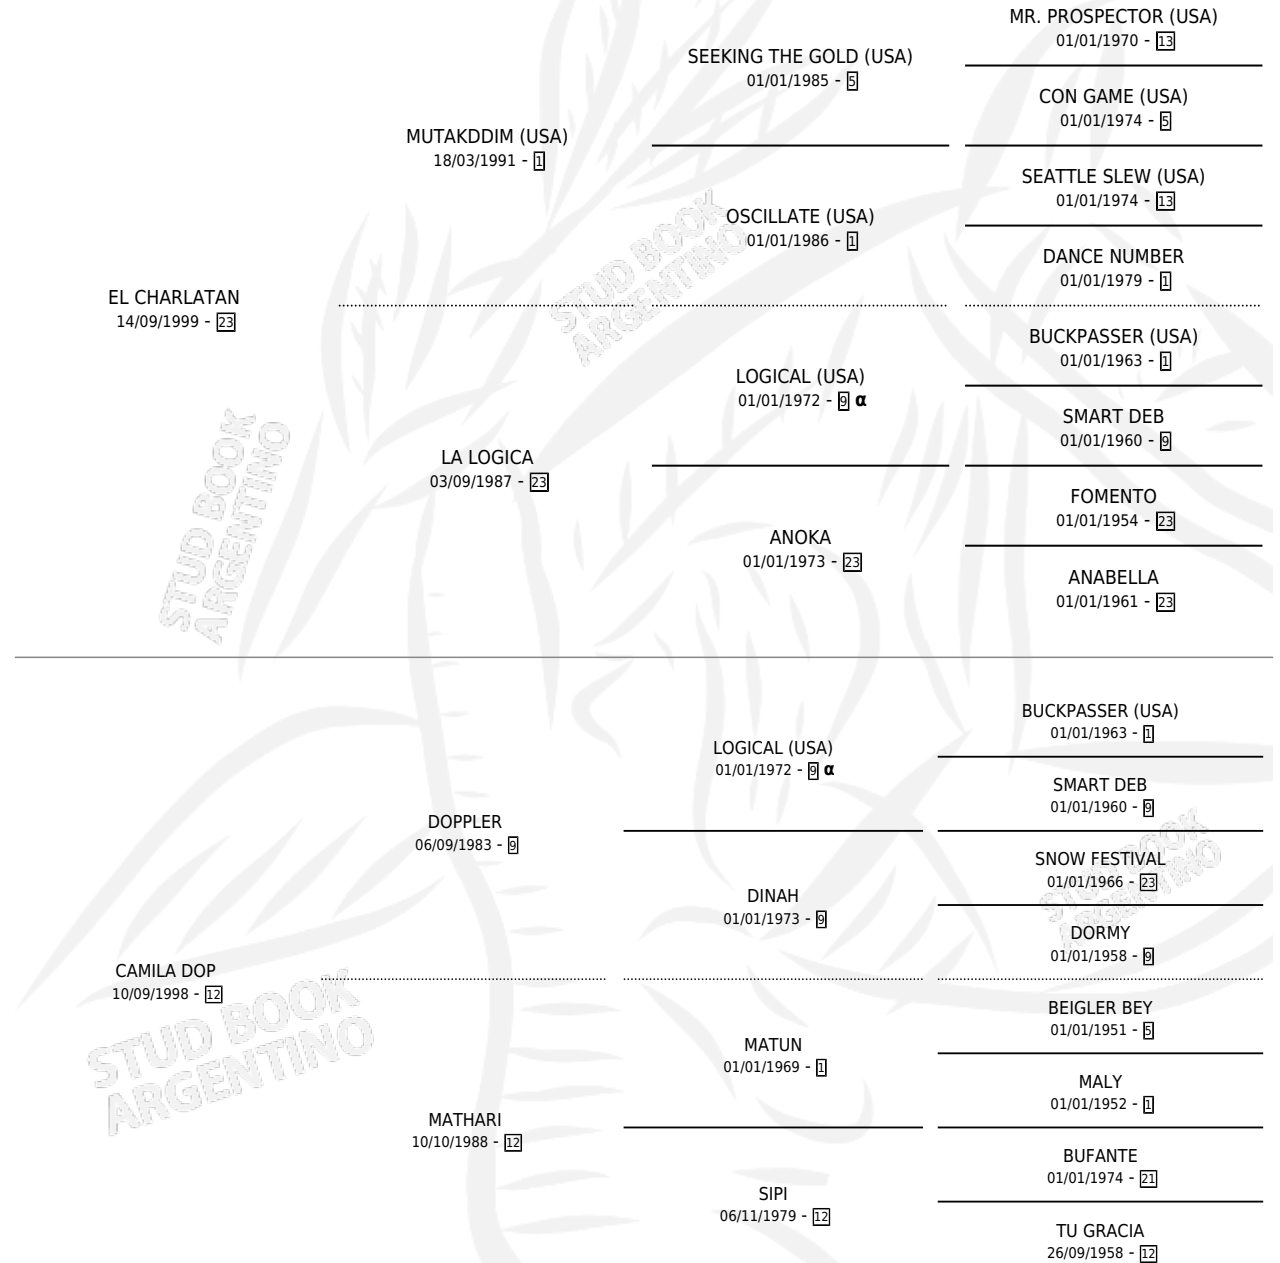 MR. PROSPECTOR (USA)
01/01/1970 - 13
SEEKING THE GOLD (USA)
01/01/1985 - 5
CON GAME (USA)
01/01/1974 - 5
MUTAKDDIM (USA)
18/03/1991 - 1
SEATTLE SLEW (USA)
01/01/1974 - 13
OSCILLATE (USA)
01/01/1986 - 1
DANCE NUMBER
01/01/1979 - 1
STUD BOOK
ARGENTINO
EL CHARLATAN
14/09/1999 - 23
BUCKPASSER (USA)
01/01/1963 - 1
LOGICAL (USA)
01/01/1972 - 9 α
SMART DEB
01/01/1960 - 9
LA LOGICA
03/09/1987 - 23
FOMENTO
01/01/1954 - 23
ANOKA
01/01/1973 - 23
ANABELLA
01/01/1961 - 23
STUD BOOK
ARGENTINO
BUCKPASSER (USA)
01/01/1963 - 1
LOGICAL (USA)
01/01/1972 - 9 α
SMART DEB
01/01/1960 - 9
DOPPLER
06/09/1983 - 9
SNOW FESTIVAL
01/01/1966 - 23
DINAH
01/01/1973 - 9
DORMY
01/01/1958 - 9
STUD BOOK
ARGENTINO
CAMILA DOP
10/09/1998 - 12
BEIGLER BEY
01/01/1951 - 5
MATUN
01/01/1969 - 1
MALY
01/01/1952 - 1
STUD BOOK
ARGENTINO
MATHARI
10/10/1988 - 12
BUFANTE
01/01/1974 - 21
SIPI
06/11/1979 - 12
TU GRACIA
26/09/1958 - 12